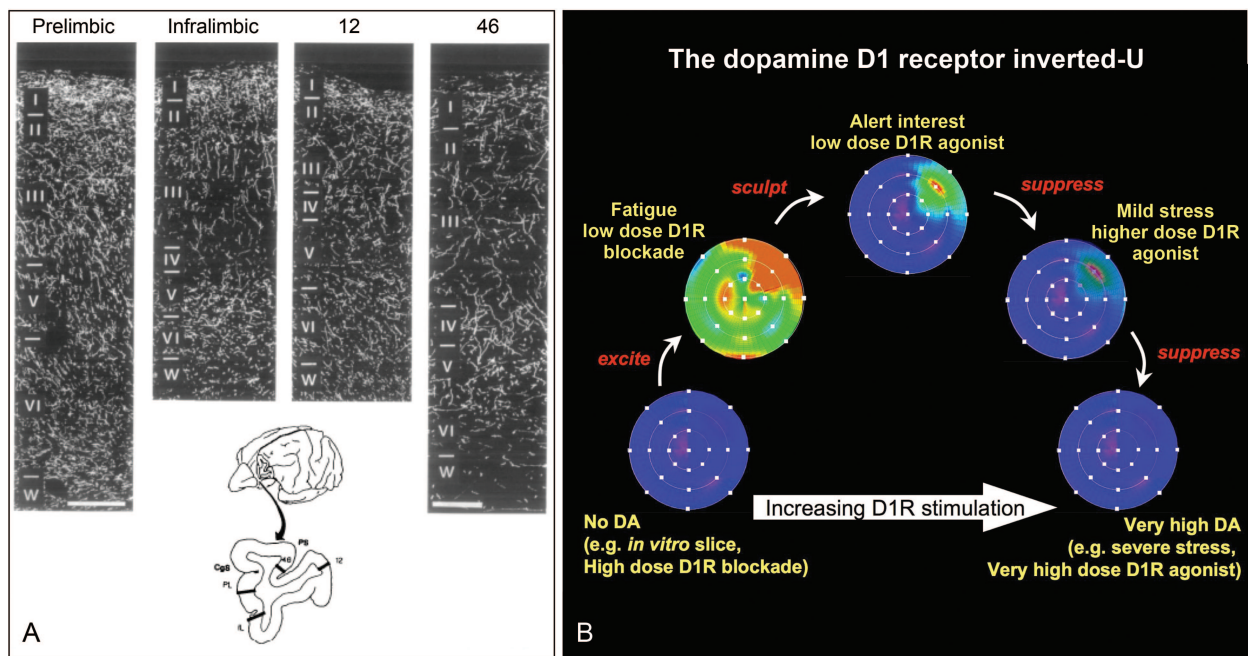 Prelimbic
Infralimbic
12
46
I
II
III
V
VI
W
I
II
III
IV
V
VI
W
I
II
III
IV
V
VI
W
I
II
III
IV
V
VI
W
PS
46
12
CgS
PL
IL
A
The dopamine D1 receptor inverted-U
Alert interest
low dose D1R agonist
sculpt
suppress
Fatigue
low dose D1R
blockade
Mild stress
higher dose D1R
agonist
excite
suppress
Increasing D1R stimulation
No DA
(e.g. in vitro slice,
High dose D1R blockade)
Very high DA
(e.g. severe stress,
Very high dose D1R agonist)
B